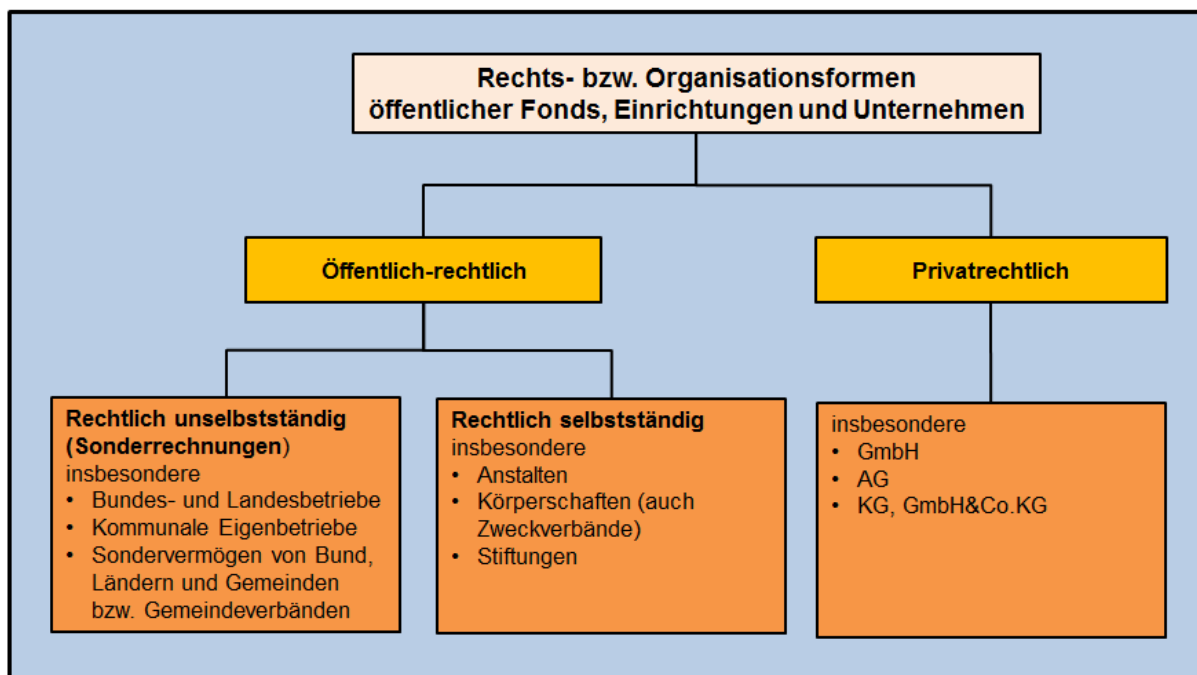 Rechts- bzw. Organisationsformen
öffentlicher Fonds, Einrichtungen und Unternehmen
Öffentlich-rechtlich
Privatrechtlich
Rechtlich unselbstständig
(Sonderrechnungen)
insbesondere
• Bundes- und Landesbetriebe
• Kommunale Eigenbetriebe
• Sondervermögen von Bund,
Ländern und Gemeinden
bzw. Gemeindeverbänden
Rechtlich selbstständig
insbesondere
• Anstalten
• Körperschaften (auch
Zweckverbände)
• Stiftungen
insbesondere
• GmbH
• AG
• KG, GmbH&Co.KG